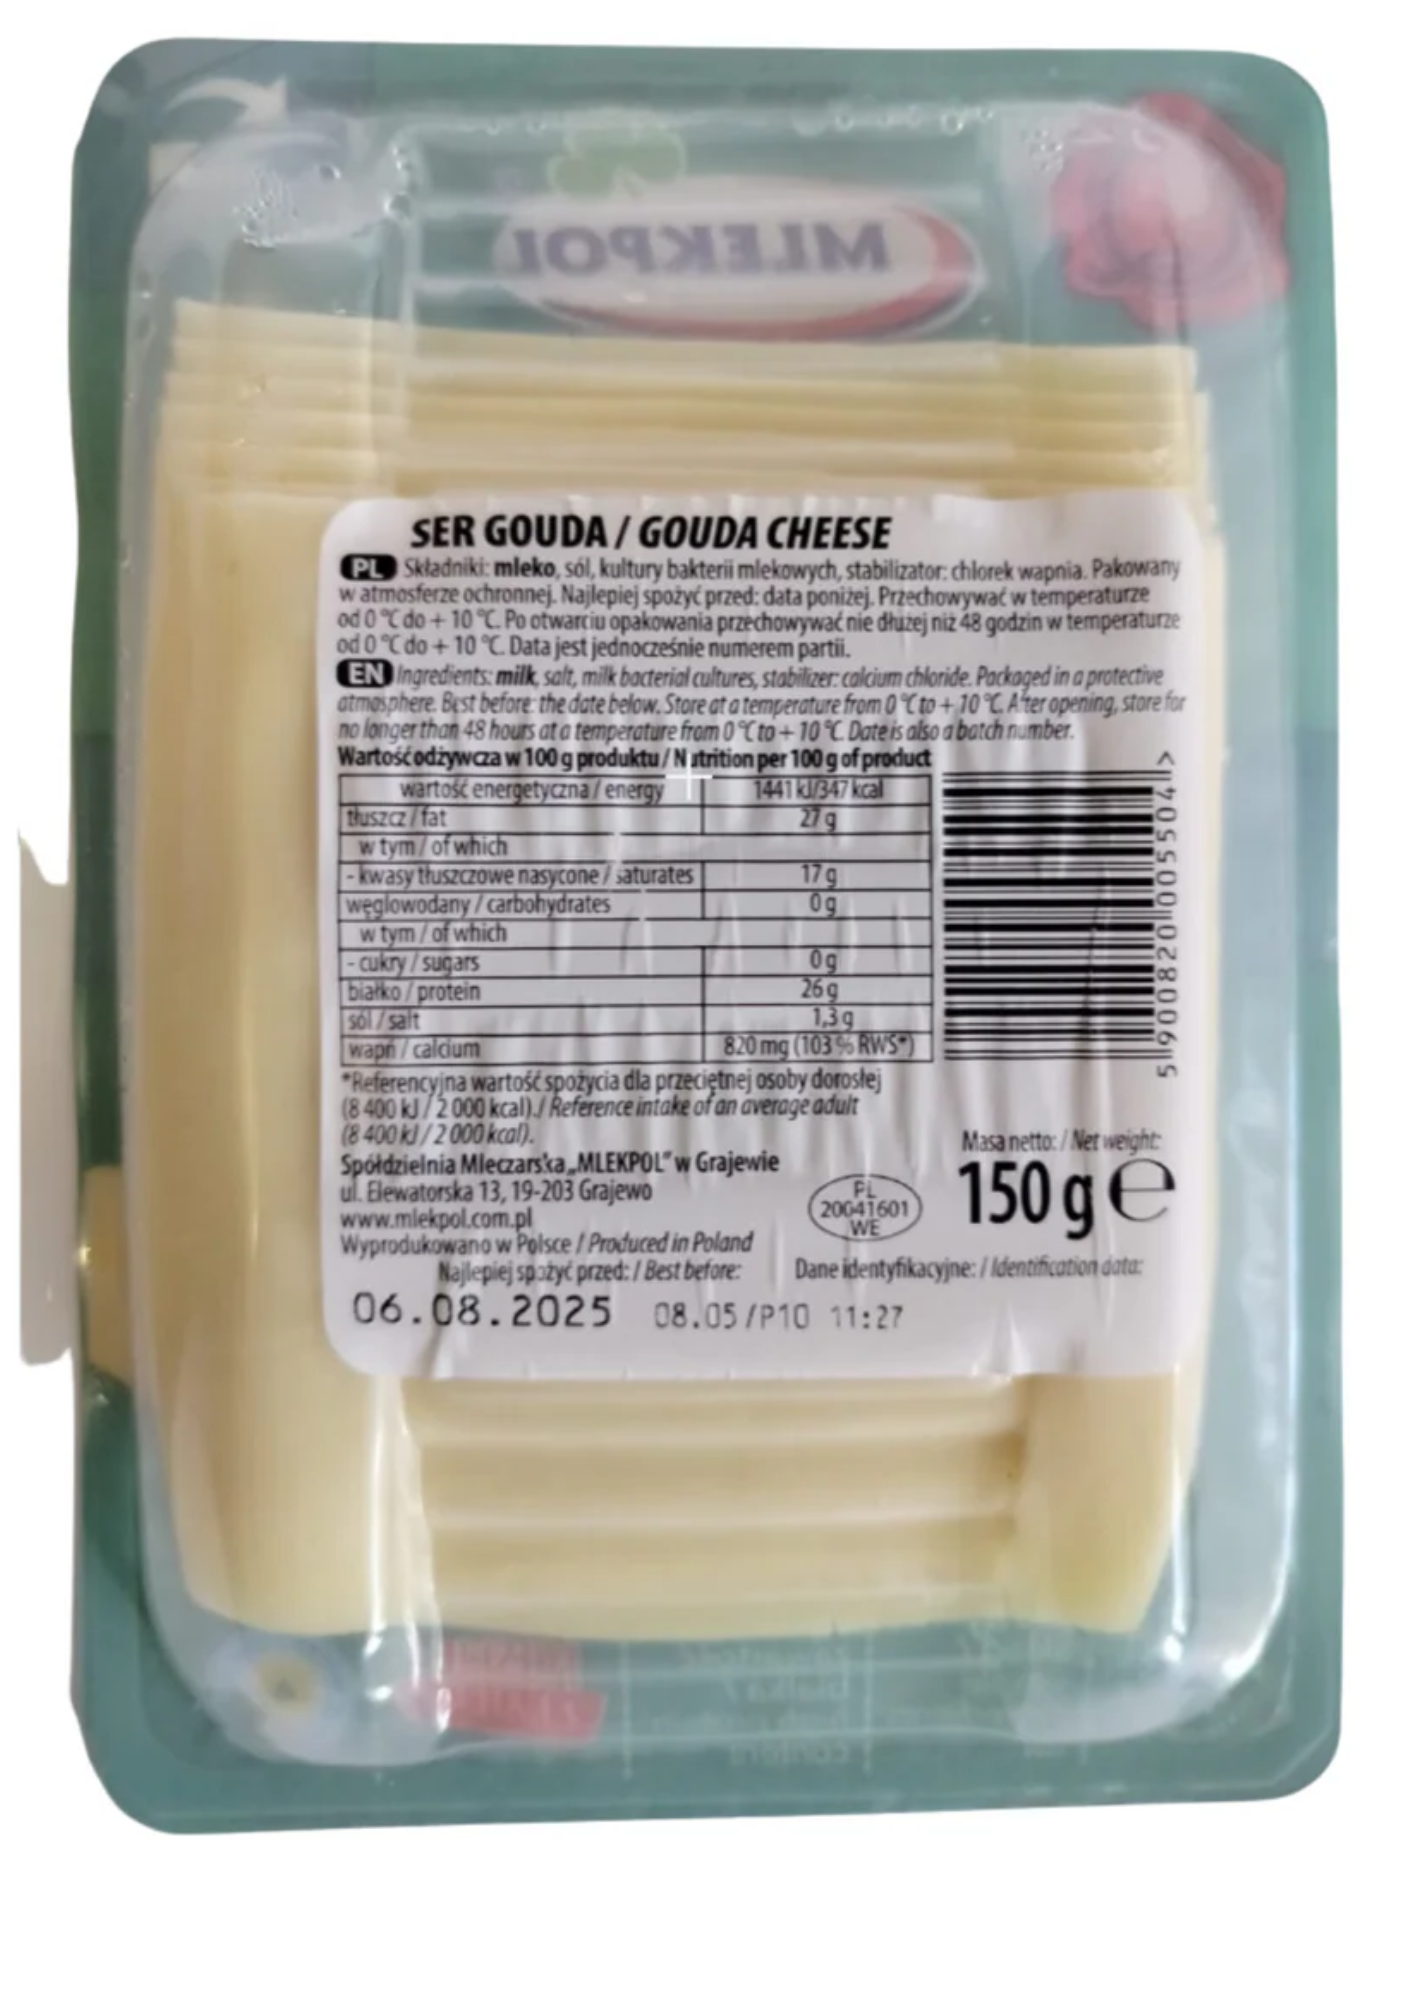 MLEKPOL
SER GOUDA / GOUDA CHEESE
PL Składniki: mleko, sól, kultury bakterii mlekowych, stabilizator: chlorek wapnia. Pakowany
w atmosferze ochronnej. Najlepiej spożyć przed: data poniżej. Przechowywać w temperaturze
od 0 °C do + 10 °C. Po otwarciu opakowania przechowywać nie dłużej niż 48 godzin w temperaturze
od 0 °C do + 10 °C. Data jest jednocześnie numerem partii.
EN Ingredients: milk, salt, milk bacterial cultures, stabilizer: calcium chloride. Packaged in a protective
atmosphere. Best before: the date below. Store at a temperature from 0 °C to + 10 °C. After opening, store for
no longer than 48 hours at a temperature from 0 °C to + 10 °C. Date is also a batch number.
Wartość odżywcza w 100 g produktu / Nutrition per 100 g of product
wartość energetyczna / energy 1441 kJ/347 kcal
tłuszcz / fat 27 g
w tym / of which
- kwasy tłuszczowe nasycone / saturates 17 g
węglowodany / carbohydrates 0 g
w tym / of which
- cukry / sugars 0 g
białko / protein 26 g
sól / salt 1,3 g
wapń / calcium 820 mg (103 % RWS*)
*Referencyjna wartość spożycia dla przeciętnej osoby dorosłej
(8 400 kJ / 2 000 kcal). / Reference intake of an average adult
(8 400 kJ / 2 000 kcal).
Spółdzielnia Mleczarska „MLEKPOL” w Grajewie
ul. Elewatorska 13, 19-203 Grajewo
www.mlekpol.com.pl
Wyprodukowano w Polsce / Produced in Poland
Najlepiej spożyć przed: / Best before:
06.08.2025
PL
20041601
WE
Dane identyfikacyjne: / Identification data:
08.05/P10 11:27
5 900820 005504 >
Masa netto: / Net weight:
150 g e